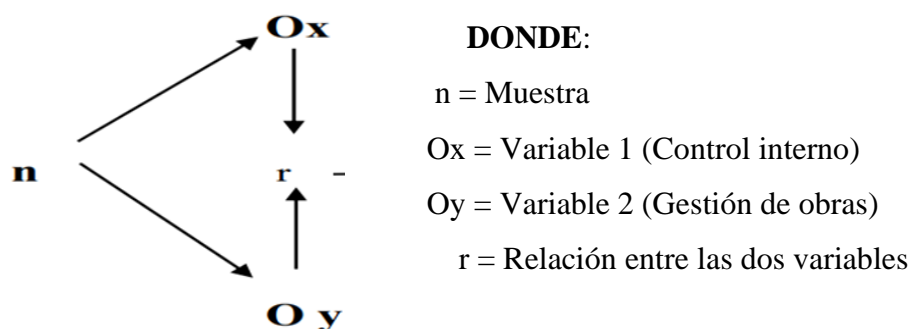 Ox
n
r -
O y
DONDE:
n = Muestra
Ox = Variable 1 (Control interno)
Oy = Variable 2 (Gestión de obras)
r = Relación entre las dos variables